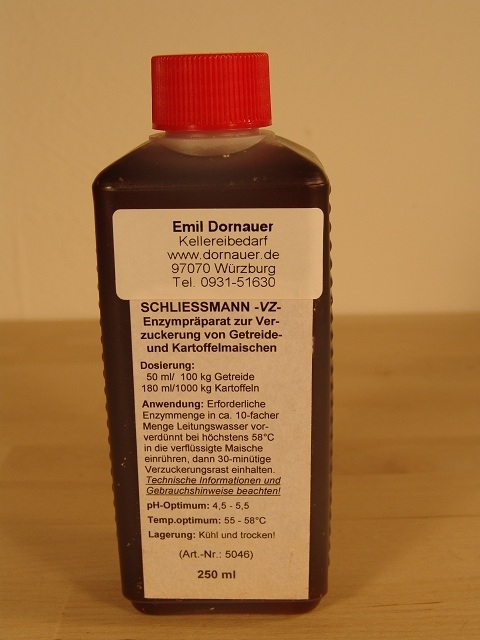 Emil Dornauer
Kellereibedarf
www.dornauer.de
97070 Würzburg
Tel. 0931-51630
SCHLIESSMANN -VZ-
Enzympräparat zur Ver-
zuckerung von Getreide-
und Kartoffelmaischen
Dosierung:
50 ml/ 100 kg Getreide
180 ml/1000 kg Kartoffeln
Anwendung: Erforderliche
Enzymmenge in ca. 10-facher
Menge Leitungswasser vor-
verdünnt bei höchstens 58°C
in die verflüssigte Maische
einrühren, dann 30-minütige
Verzuckerungsrast einhalten.
Technische Informationen und
Gebrauchshinweise beachten!
pH-Optimum: 4,5 - 5,5
Temp.optimum: 55 - 58°C
Lagerung: Kühl und trocken!
(Art.-Nr.: 5046)
250 ml